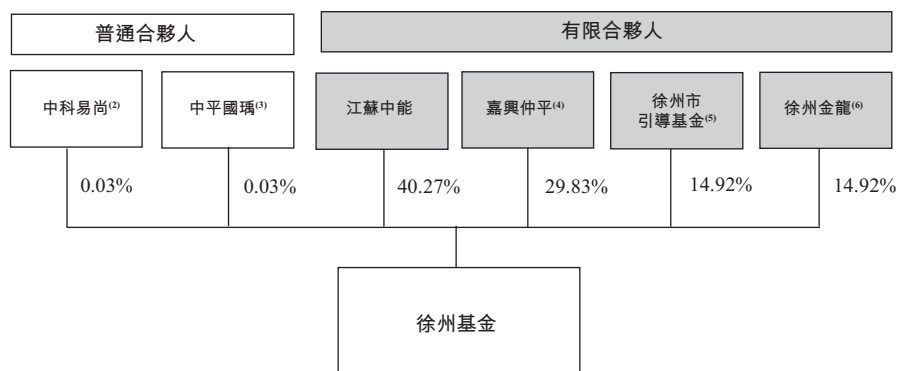 普通合夥人
有限合夥人
中科易尚(2)
中平國瑀(3)
江蘇中能
嘉興仲平(4)
徐州市
引導基金(5)
徐州金龍(6)
0.03%
0.03%
40.27%
29.83%
14.92%
14.92%
徐州基金